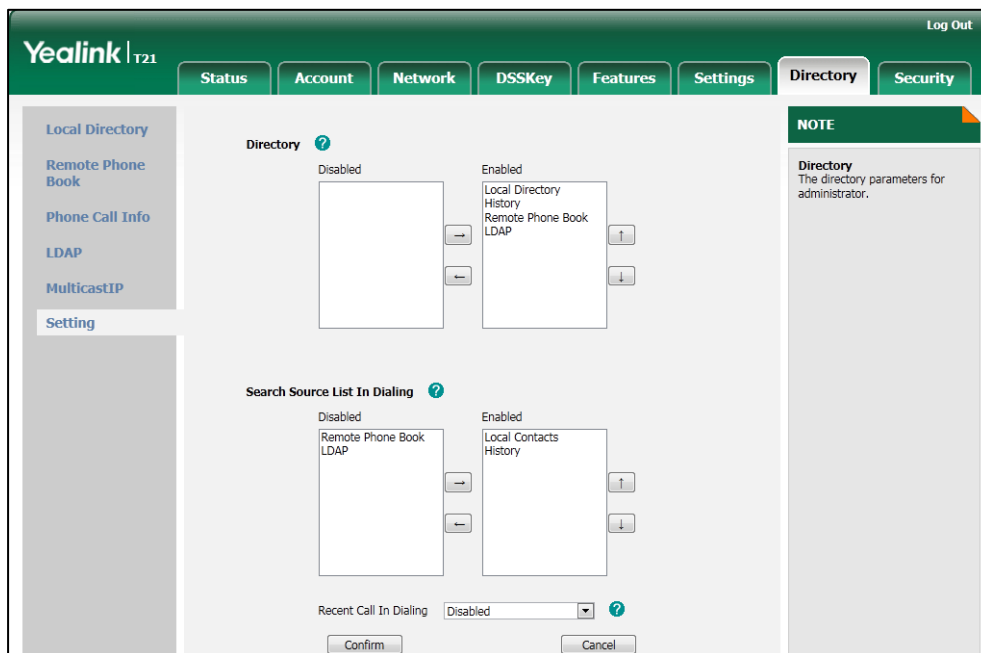 Log Out
Yealink T21
Status
Account
Network
DSSKey
Features
Settings
Directory
Security
Local Directory
Remote Phone
Book
Phone Call Info
LDAP
MulticastIP
Setting
Directory ?
Disabled
Enabled
Local Directory
History
Remote Phone Book
LDAP
→
←
↑
↓
Search Source List In Dialing ?
Disabled
Enabled
Remote Phone Book
LDAP
Local Contacts
History
→
←
↑
↓
Recent Call In Dialing Disabled ?
Confirm
Cancel
NOTE
Directory
The directory parameters for
administrator.